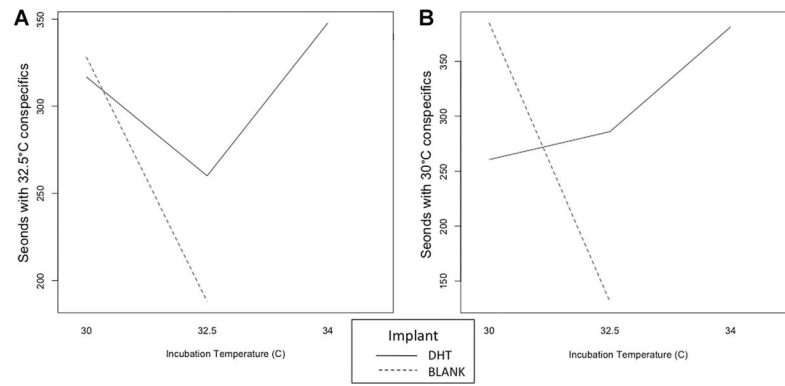 A
Seonds with 32.5°C conspecifics
350
300
250
200
30
32.5
34
Incubation Temperature (C)
B
Seonds with 30°C conspecifics
350
300
250
200
150
30
32.5
34
Incubation Temperature (C)
Implant
DHT
BLANK